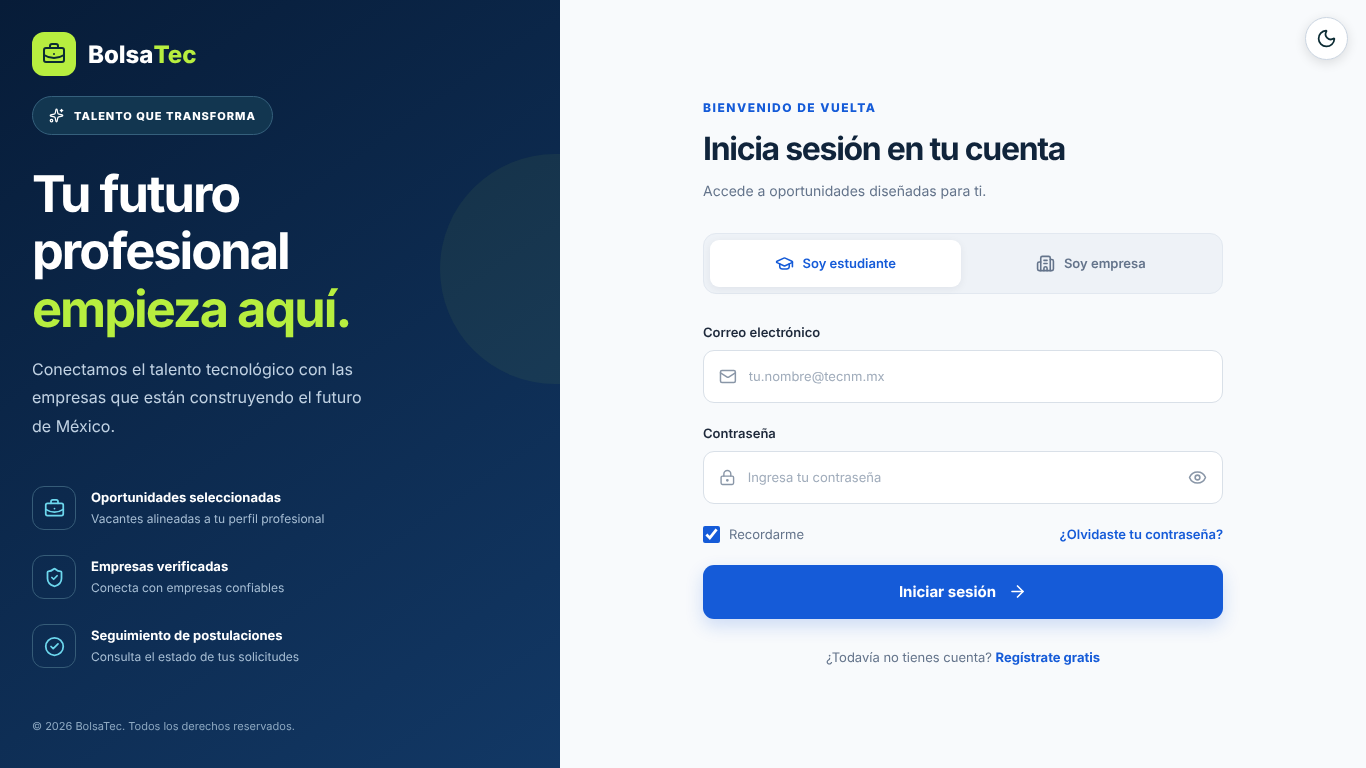 BolsaTec
TALENTO QUE TRANSFORMA
Tu futuro
profesional
empieza aquí.
Conectamos el talento tecnológico con las
empresas que están construyendo el futuro
de México.
Oportunidades seleccionadas
Vacantes alineadas a tu perfil profesional
Empresas verificadas
Conecta con empresas confiables
Seguimiento de postulaciones
Consulta el estado de tus solicitudes
© 2026 BolsaTec. Todos los derechos reservados.
BIENVENIDO DE VUELTA
Inicia sesión en tu cuenta
Accede a oportunidades diseñadas para ti.
Soy estudiante
Soy empresa
Correo electrónico
tu.nombre@tecnm.mx
Contraseña
Ingresa tu contraseña
Recordarme
¿Olvidaste tu contraseña?
Iniciar sesión
¿Todavía no tienes cuenta? Regístrate gratis